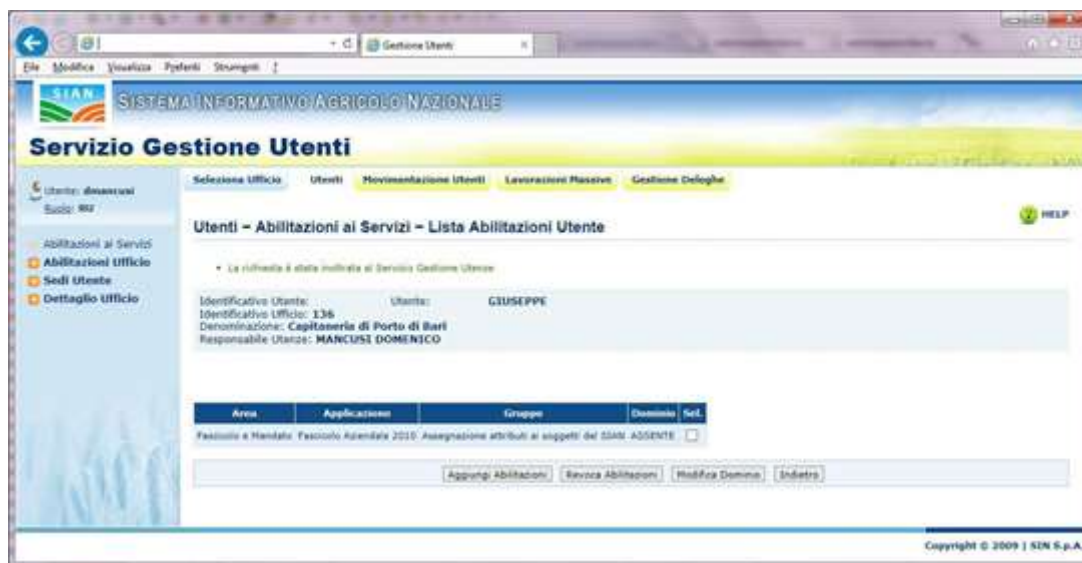 Gestione Utenti
File Modifica Visualizza Preferiti Strumenti ?
SIAN SISTEMA INFORMATIVO AGRICOLO NAZIONALE
Servizio Gestione Utenti
Utente: dmancusi
Ruolo: 802
Seleziona Ufficio Utenti Movimentazione Utenti Lavorazioni Massive Gestione Deleghe
HELP
Utenti – Abilitazioni ai Servizi – Lista Abilitazioni Utente
Abilitazioni ai Servizi
Abilitazioni Ufficio
Sedi Utente
Dettaglio Ufficio
La richiesta è stata inoltrata al Servizio Gestione Utenze
Identificativo Utente: Utente: GIUSEPPE
Identificativo Ufficio: 136
Denominazione: Capitaneria di Porto di Bari
Responsabile Utenze: MANCUSI DOMENICO
Area Applicazione Gruppo Dominio Sel.
Fascicolo e Mandato Fascicolo Aziendale 2010 Assegnazione attributi ai soggetti del SIAN ASSENTE
Aggiungi Abilitazioni Revoca Abilitazioni Modifica Dominio Indietro
Copyright © 2009 | SIN S.p.A.